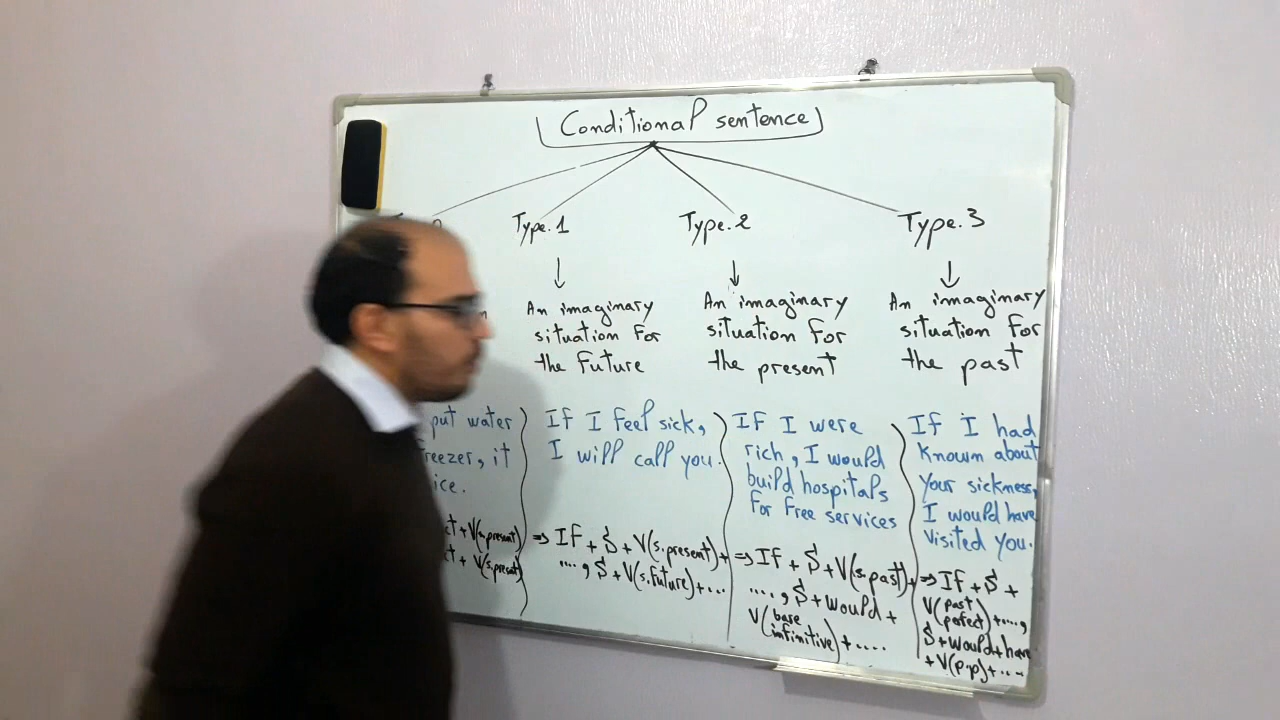 Conditional sentence
Type.1
An imaginary
situation for
the future
If I feel sick,
I will call you.
=> If + S + V(s.present) +
...., S + V(s.future) + ...
Type.2
An imaginary
situation for
the present
If I were
rich, I would
build hospitals
for free services
=> If + S + V(s.past) +
...., S + would +
V(base
infinitive) + ....
Type.3
An imaginary
situation for
the past
If I had
known about
your sickness,
I would have
visited you.
=> If + S +
V(past
perfect) + ....,
S + would + have
+ V(p.p) + ...
put water
freezer, it
ice.
+ V(s.present)
+ V(s.present)